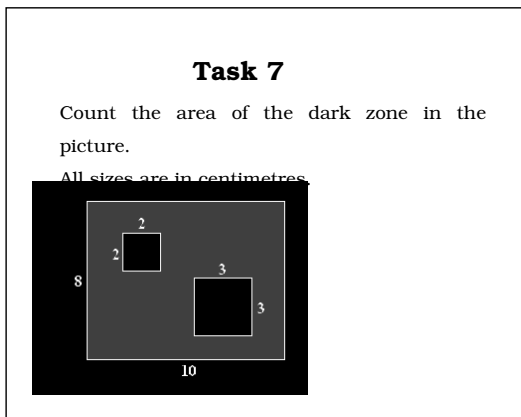 Task 7
Count the area of the dark zone in the
picture.
All sizes are in centimetres.
2
2
3
8
3
10